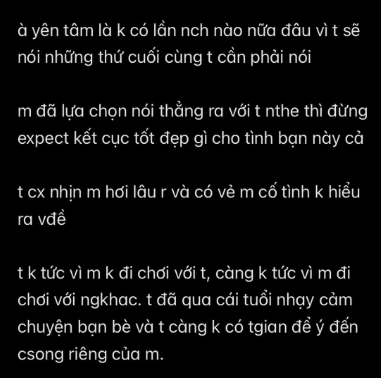 à yên tâm là k có lần nch nào nữa đâu vì t sẽ
nói những thứ cuối cùng t cần phải nói
m đã lựa chọn nói thẳng ra với t nthe thì đừng
expect kết cục tốt đẹp gì cho tình bạn này cả
t cx nhịn m hơi lâu r và có vẻ m cố tình k hiểu
ra vđề
t k tức vì m k đi chơi với t, càng k tức vì m đi
chơi với ngkhac. t đã qua cái tuổi nhạy cảm
chuyện bạn bè và t càng k có tgian để ý đến
csong riêng của m.